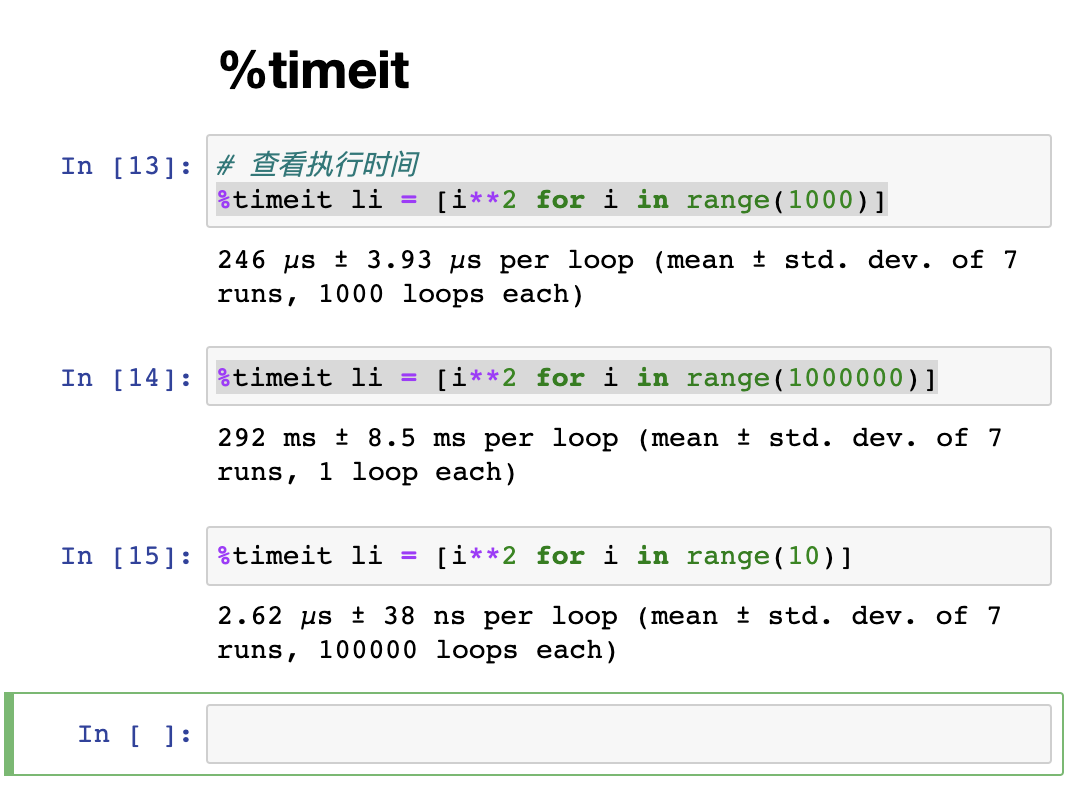 %timeit
In [13]:
# 查看执行时间
%timeit li = [i**2 for i in range(1000)]
246 µs ± 3.93 µs per loop (mean ± std. dev. of 7
runs, 1000 loops each)
In [14]:
%timeit li = [i**2 for i in range(1000000)]
292 ms ± 8.5 ms per loop (mean ± std. dev. of 7
runs, 1 loop each)
In [15]:
%timeit li = [i**2 for i in range(10)]
2.62 µs ± 38 ns per loop (mean ± std. dev. of 7
runs, 100000 loops each)
In [ ]: